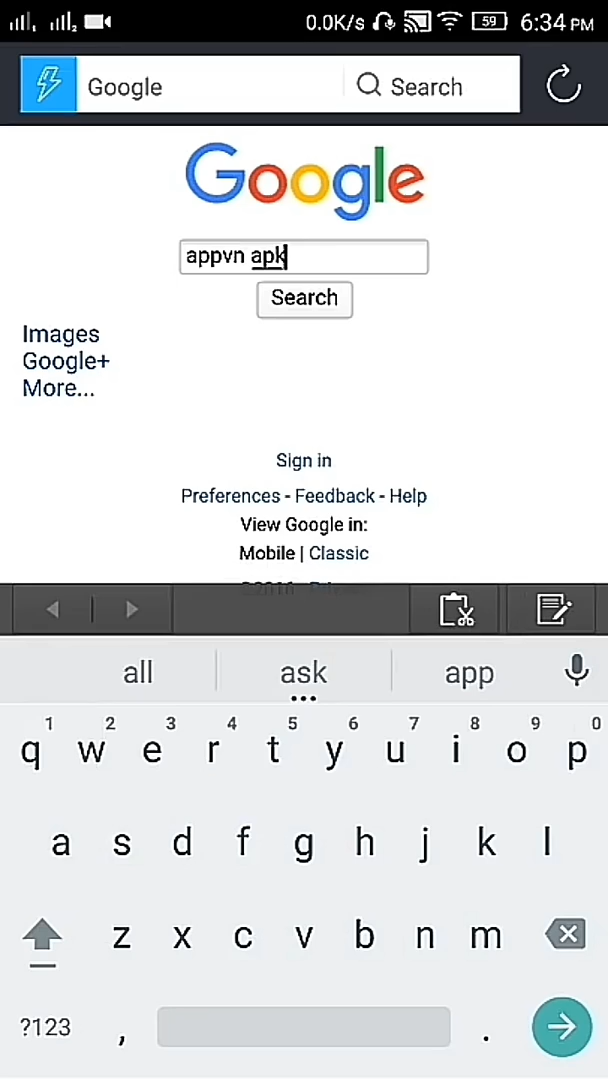 0.0K/s 59 6:34 PM
Google Search
Google
appvn apk
Search
Images
Google+
More...
Sign in
Preferences - Feedback - Help
View Google in:
Mobile | Classic
all ask app
1 2 3 4 5 6 7 8 9 0
q w e r t y u i o p
a s d f g h j k l
z x c v b n m
?123 , .